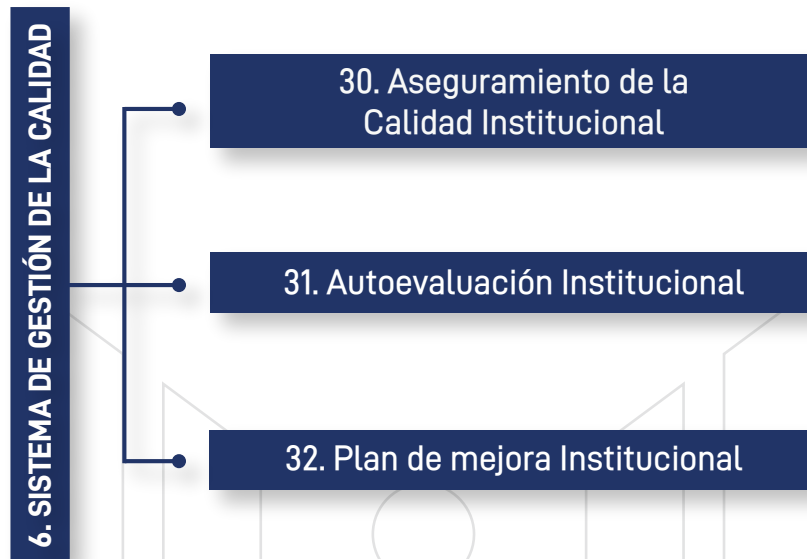 6. SISTEMA DE GESTIÓN DE LA CALIDAD
30. Aseguramiento de la
Calidad Institucional
31. Autoevaluación Institucional
32. Plan de mejora Institucional